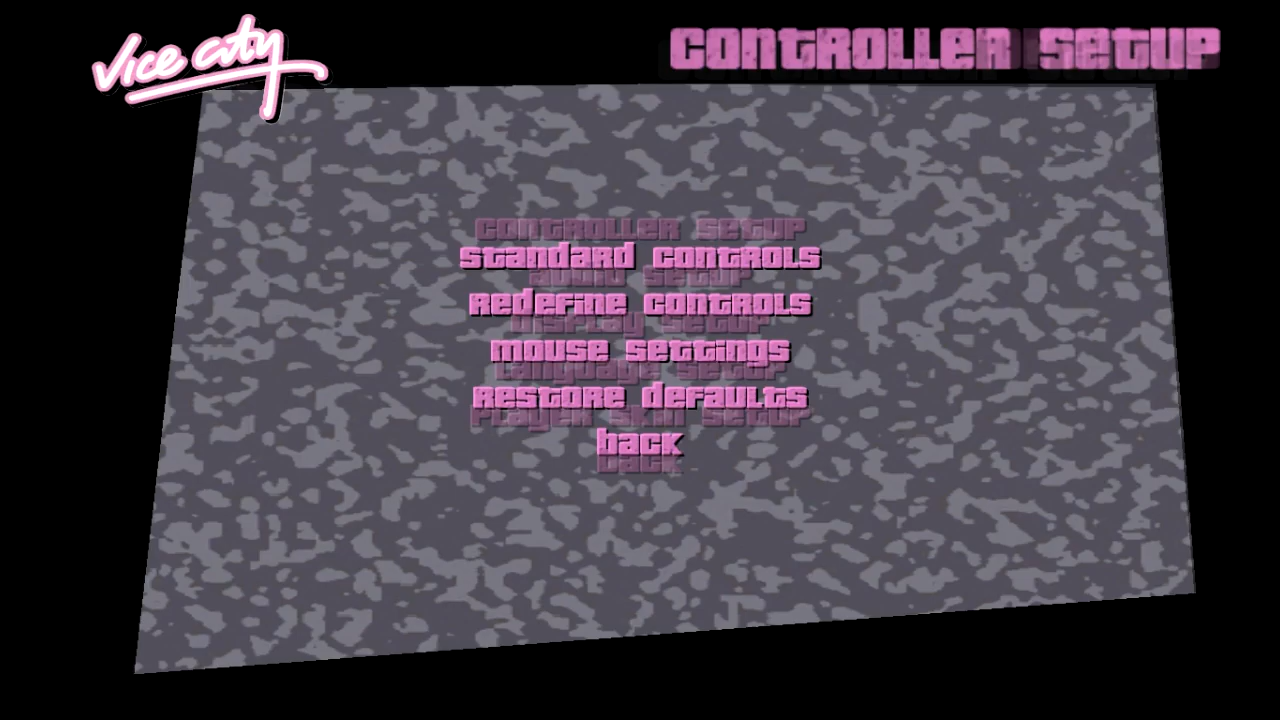 Vice City
CONTROLLER SETUP
CONTROLLER SETUP
STANDARD CONTROLS
AUDIO SETUP
REDEFINE CONTROLS
DISPLAY SETUP
MOUSE SETTINGS
LANGUAGE SETUP
RESTORE DEFAULTS
PLAYER SKIN SETUP
BACK
BACK